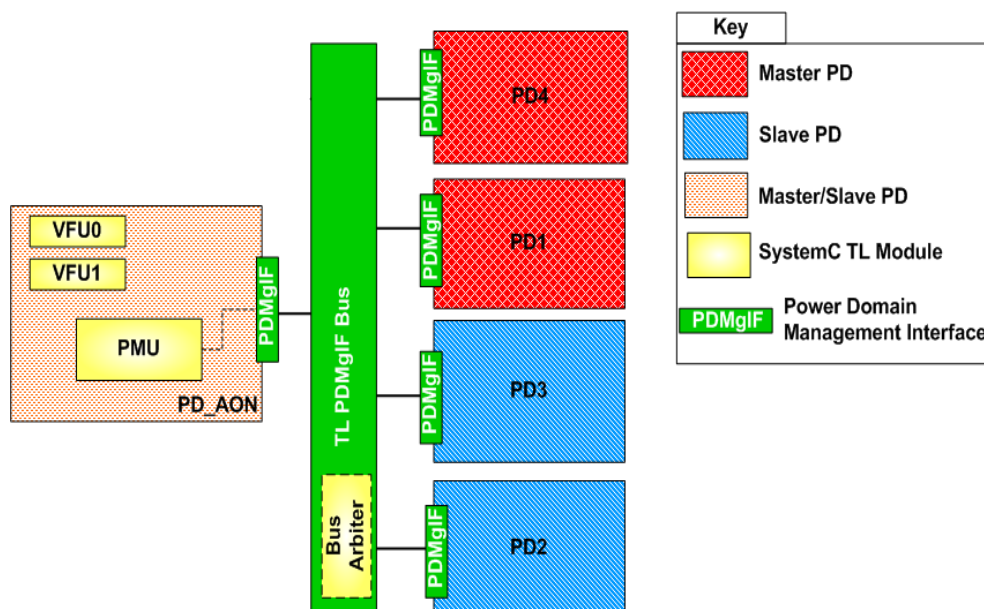 PDMgIF
PD4
PDMgIF
PD1
PDMgIF
PD3
PDMgIF
PD2
TL PDMgIF Bus
Bus
Arbiter
VFU0
VFU1
PMU
PD_AON
PDMgIF
Key
Master PD
Slave PD
Master/Slave PD
SystemC TL Module
PDMgIF
Power Domain
Management Interface